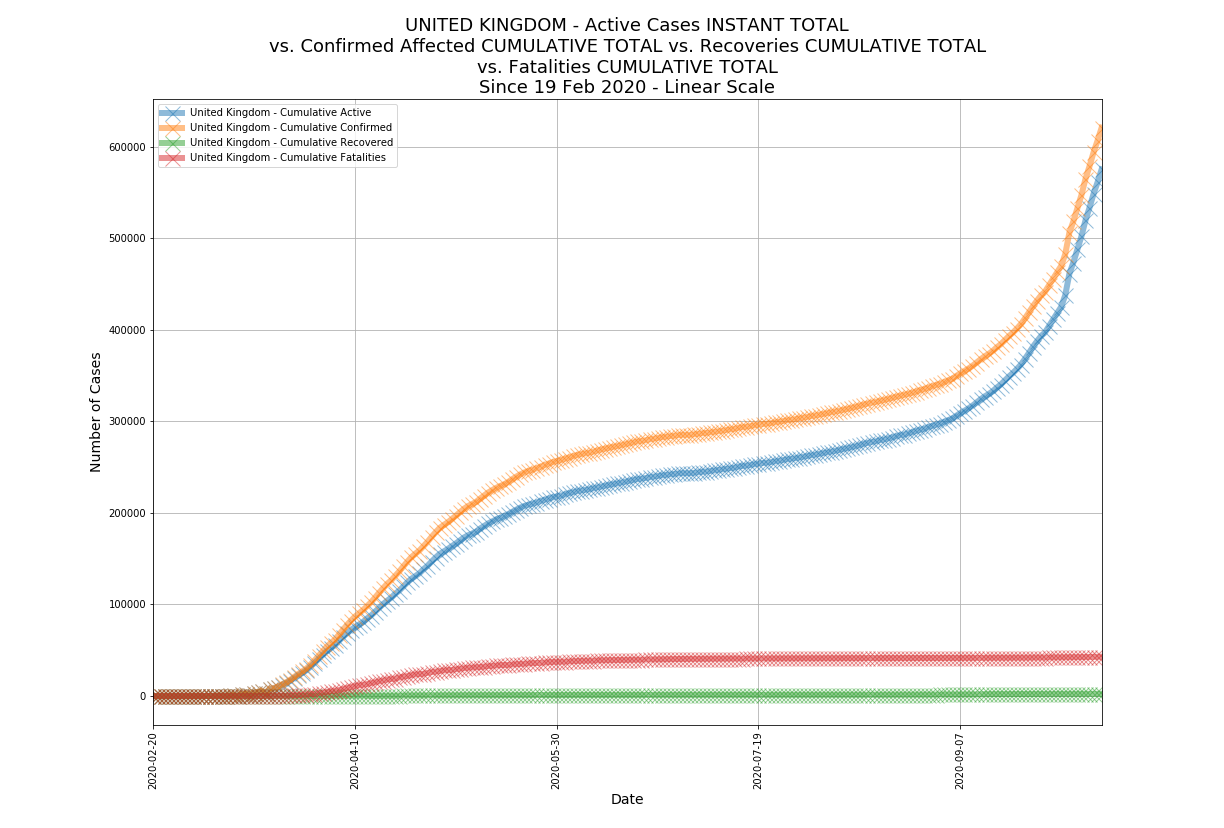 UNITED KINGDOM - Active Cases INSTANT TOTAL
vs. Confirmed Affected CUMULATIVE TOTAL vs. Recoveries CUMULATIVE TOTAL
vs. Fatalities CUMULATIVE TOTAL
Since 19 Feb 2020 - Linear Scale
United Kingdom - Cumulative Active
United Kingdom - Cumulative Confirmed
United Kingdom - Cumulative Recovered
United Kingdom - Cumulative Fatalities
600000
500000
400000
300000
200000
100000
0
Number of Cases
2020-02-20
2020-04-10
2020-05-30
2020-07-19
2020-09-07
Date